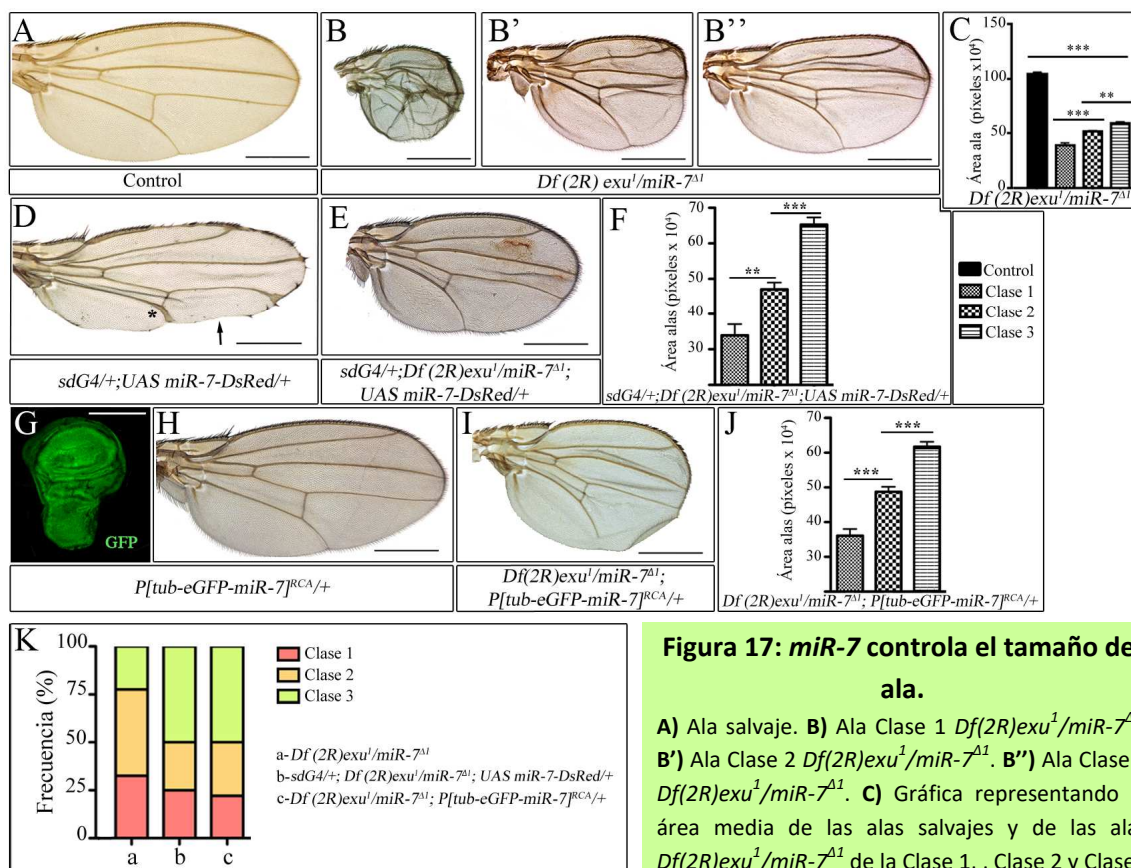 A
B
B'
B''
C
Área ala (píxeles x10⁴)
150
100
50
0
***
***
**
Df (2R)exu¹/miR-7^Δ1
Control
Df (2R) exu¹/miR-7^Δ1
D
*
E
F
Área alas (píxeles x 10⁴)
70
60
50
40
30
**
***
sdG4/+;Df (2R)exu¹/miR-7^Δ1;UAS miR-7-DsRed/+
Control
Clase 1
Clase 2
Clase 3
sdG4/+;UAS miR-7-DsRed/+
sdG4/+;Df (2R)exu¹/miR-7^Δ1;
UAS miR-7-DsRed/+
G
GFP
H
I
J
Área alas (píxeles x 10⁴)
70
60
50
40
30
***
***
Df (2R)exu¹/miR-7^Δ1; P[tub-eGFP-miR-7]^RCA/+
P[tub-eGFP-miR-7]^RCA/+
Df(2R)exu¹/miR-7^Δ1;
P[tub-eGFP-miR-7]^RCA/+
K
Frecuencia (%)
100
75
50
25
0
a
b
c
Clase 1
Clase 2
Clase 3
a-Df (2R)exu¹/miR-7^Δ1
b-sdG4/+; Df (2R)exu¹/miR-7^Δ1; UAS miR-7-DsRed/+
c-Df (2R)exu¹/miR-7^Δ1; P[tub-eGFP-miR-7]^RCA/+
Figura 17: miR-7 controla el tamaño de
ala.
A) Ala salvaje. B) Ala Clase 1 Df(2R)exu¹/miR-7^Δ
B') Ala Clase 2 Df(2R)exu¹/miR-7^Δ1. B'') Ala Clase
Df(2R)exu¹/miR-7^Δ1. C) Gráfica representando
área media de las alas salvajes y de las ala
Df(2R)exu¹/miR-7^Δ1 de la Clase 1, . Clase 2 y Clase